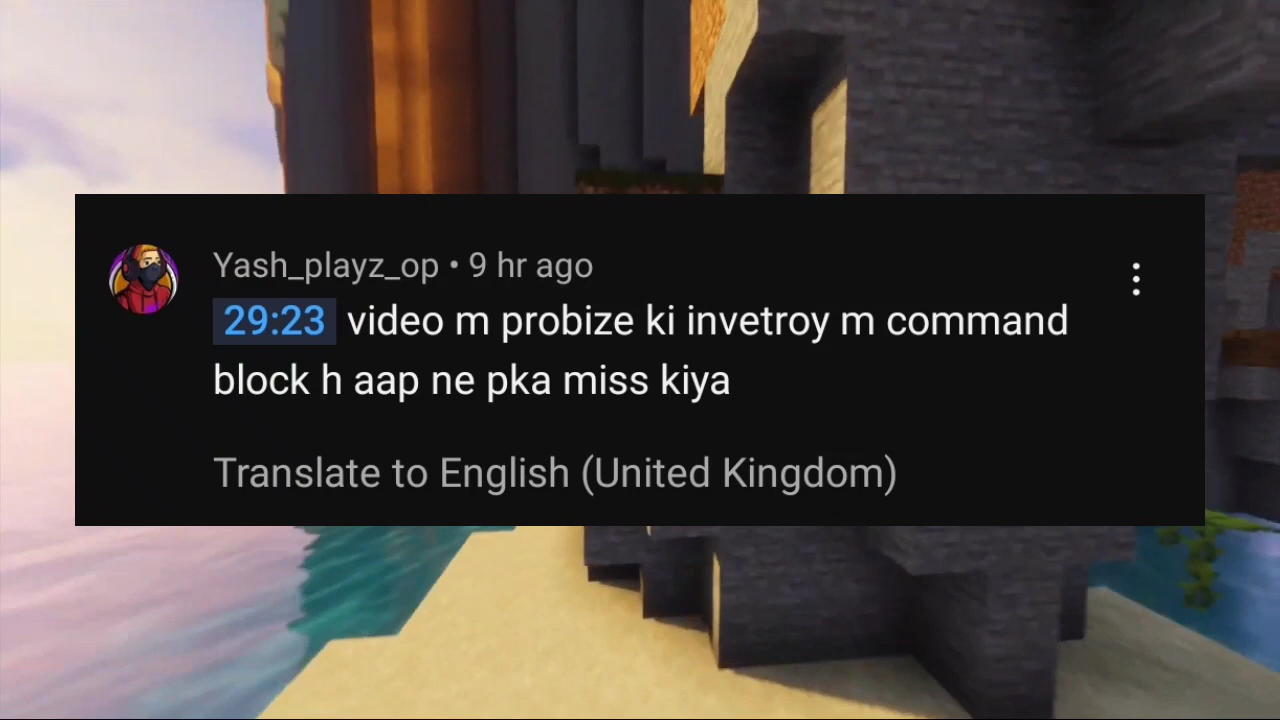 Yash_playz_op • 9 hr ago
29:23 video m probize ki invetroy m command
block h aap ne pka miss kiya
Translate to English (United Kingdom)